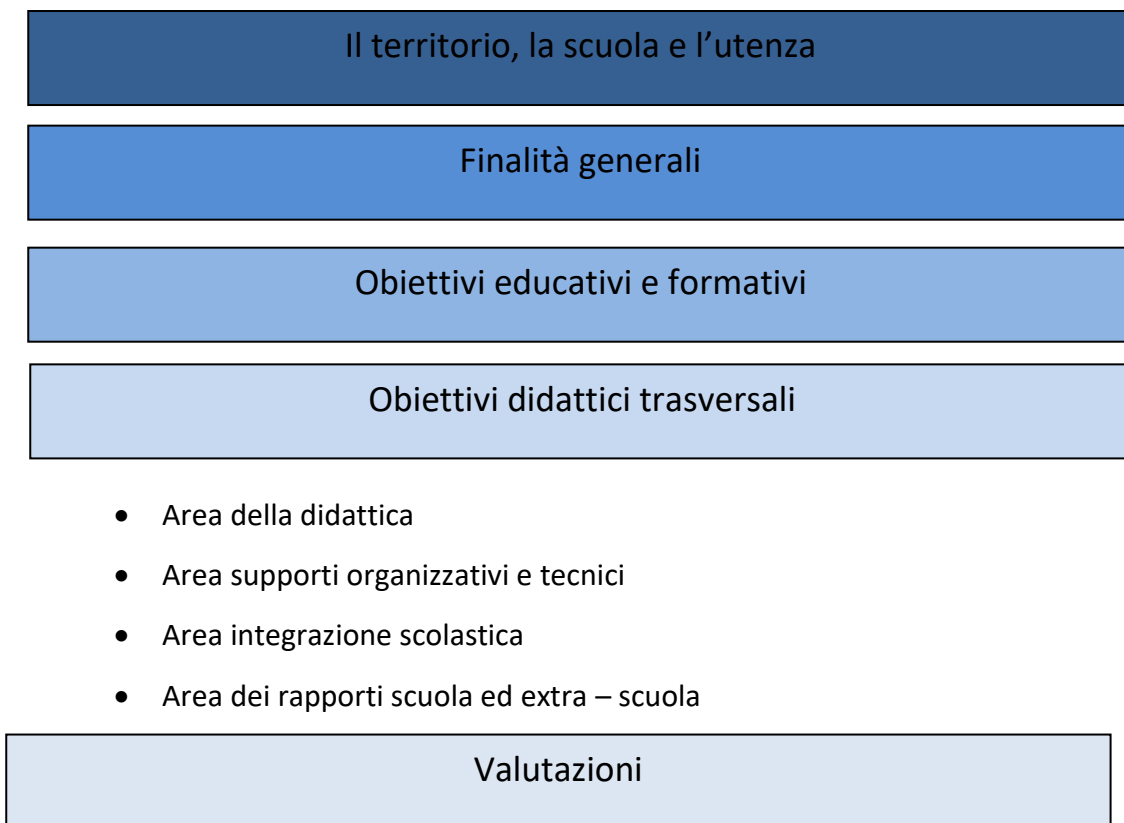 Il territorio, la scuola e l’utenza
Finalità generali
Obiettivi educativi e formativi
Obiettivi didattici trasversali
• Area della didattica
• Area supporti organizzativi e tecnici
• Area integrazione scolastica
• Area dei rapporti scuola ed extra – scuola
Valutazioni